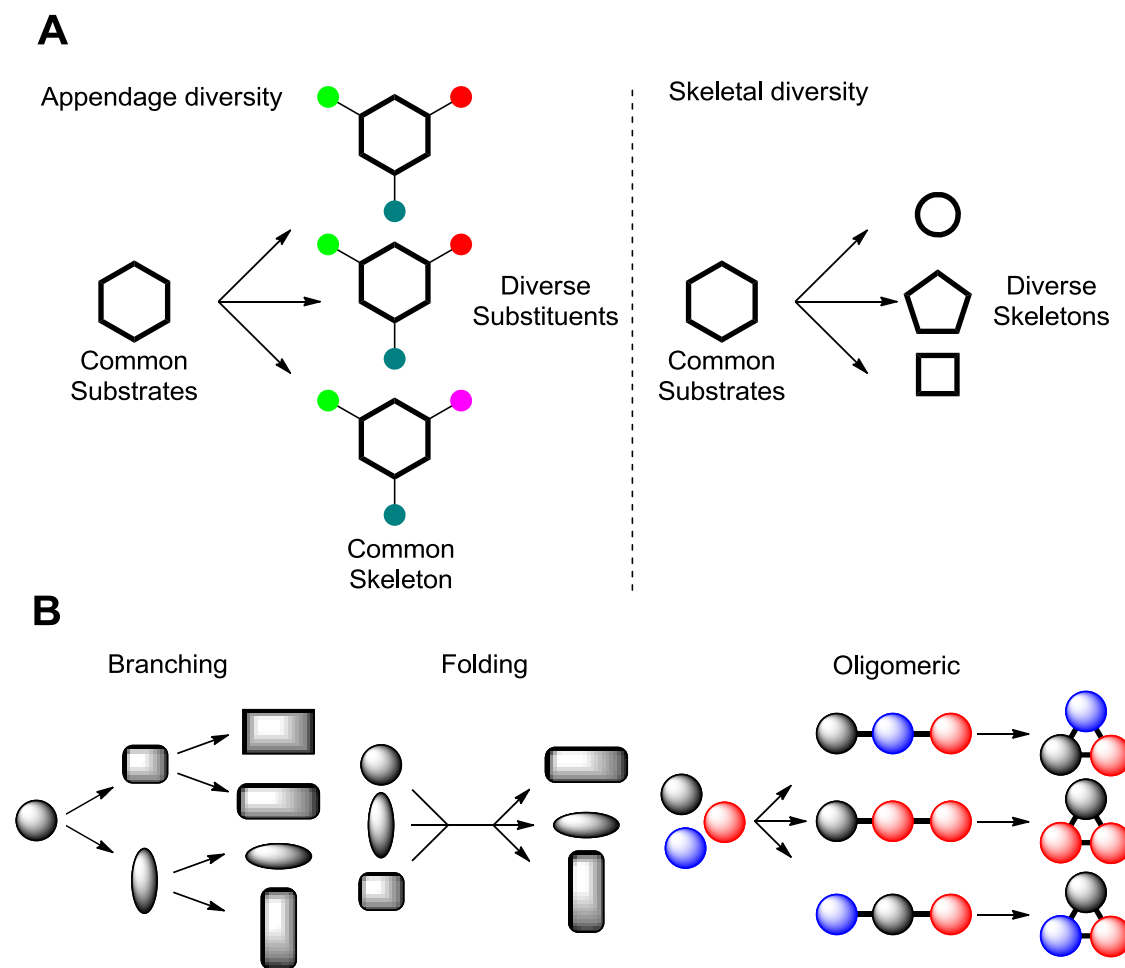 A
Appendage diversity
Skeletal diversity
Common
Substrates
Diverse
Substituents
Common
Skeleton
Common
Substrates
Diverse
Skeletons
B
Branching
Folding
Oligomeric